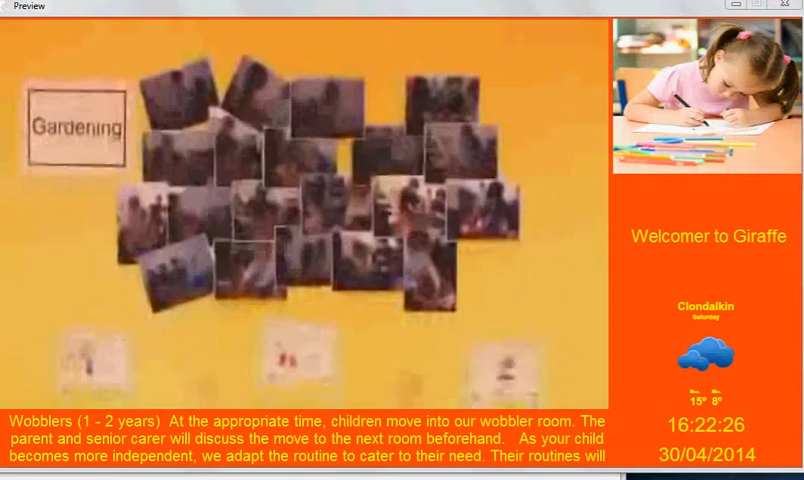 Preview
Gardening
Welcomer to Giraffe
Clondalkin
Saturday
Max. Min.
15° 8°
16:22:26
30/04/2014
Wobblers (1 - 2 years)  At the appropriate time, children move into our wobbler room. The
parent and senior carer will discuss the move to the next room beforehand.   As your child
becomes more independent, we adapt the routine to cater to their need. Their routines will